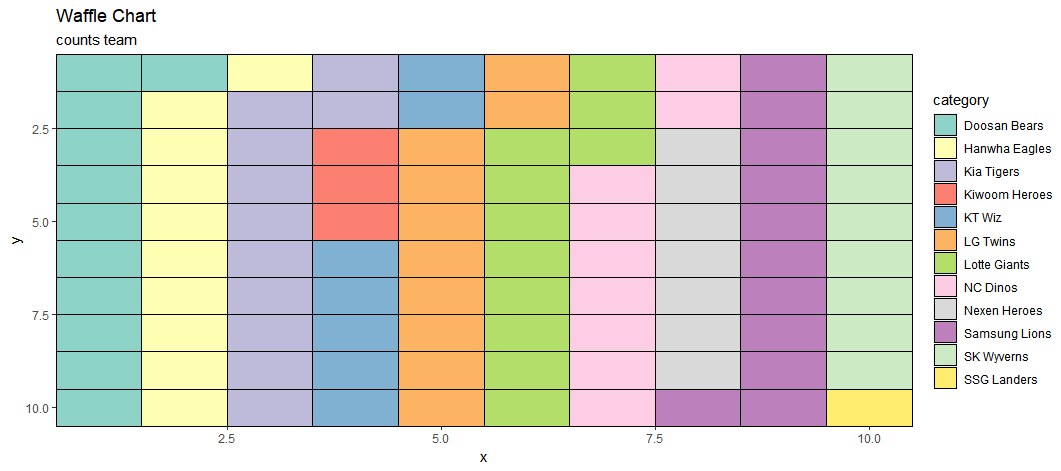 Waffle Chart
counts team
2.5
5.0
7.5
10.0
y
2.5
5.0
7.5
10.0
x
category
Doosan Bears
Hanwha Eagles
Kia Tigers
Kiwoom Heroes
KT Wiz
LG Twins
Lotte Giants
NC Dinos
Nexen Heroes
Samsung Lions
SK Wyverns
SSG Landers